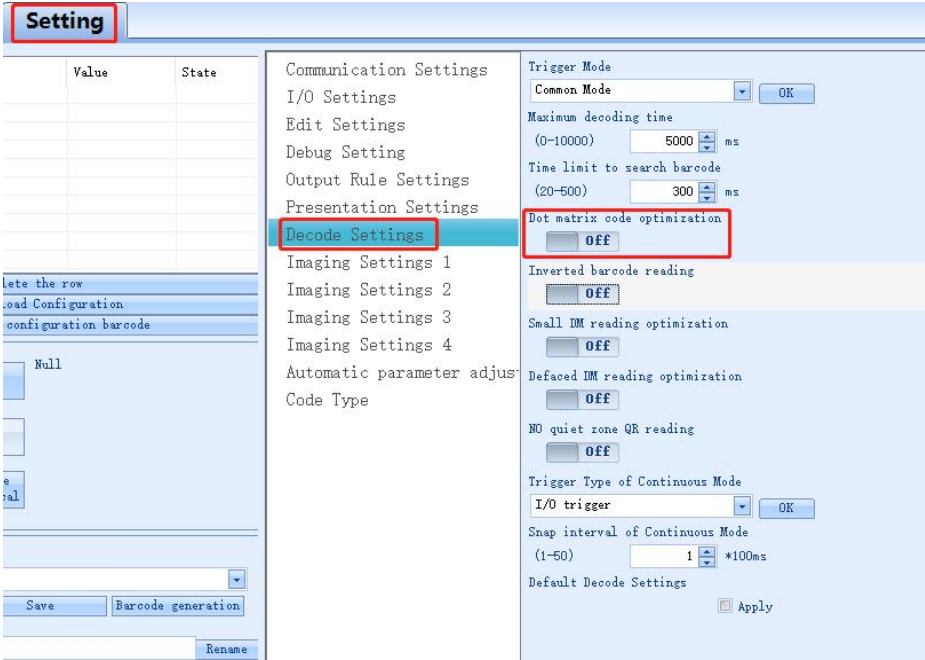 Setting
Value State
lete the row
oad Configuration
configuration barcode
Null
e
cal
Save Barcode generation
Rename
Communication Settings
I/O Settings
Edit Settings
Debug Setting
Output Rule Settings
Presentation Settings
Decode Settings
Imaging Settings 1
Imaging Settings 2
Imaging Settings 3
Imaging Settings 4
Automatic parameter adjus
Code Type
Trigger Mode
Common Mode OK
Maximum decoding time
(0-10000) 5000 ms
Time limit to search barcode
(20-500) 300 ms
Dot matrix code optimization
Off
Inverted barcode reading
Off
Small DM reading optimization
Off
Defaced DM reading optimization
Off
NO quiet zone QR reading
Off
Trigger Type of Continuous Mode
I/O trigger OK
Snap interval of Continuous Mode
(1-50) 1 *100ms
Default Decode Settings
Apply